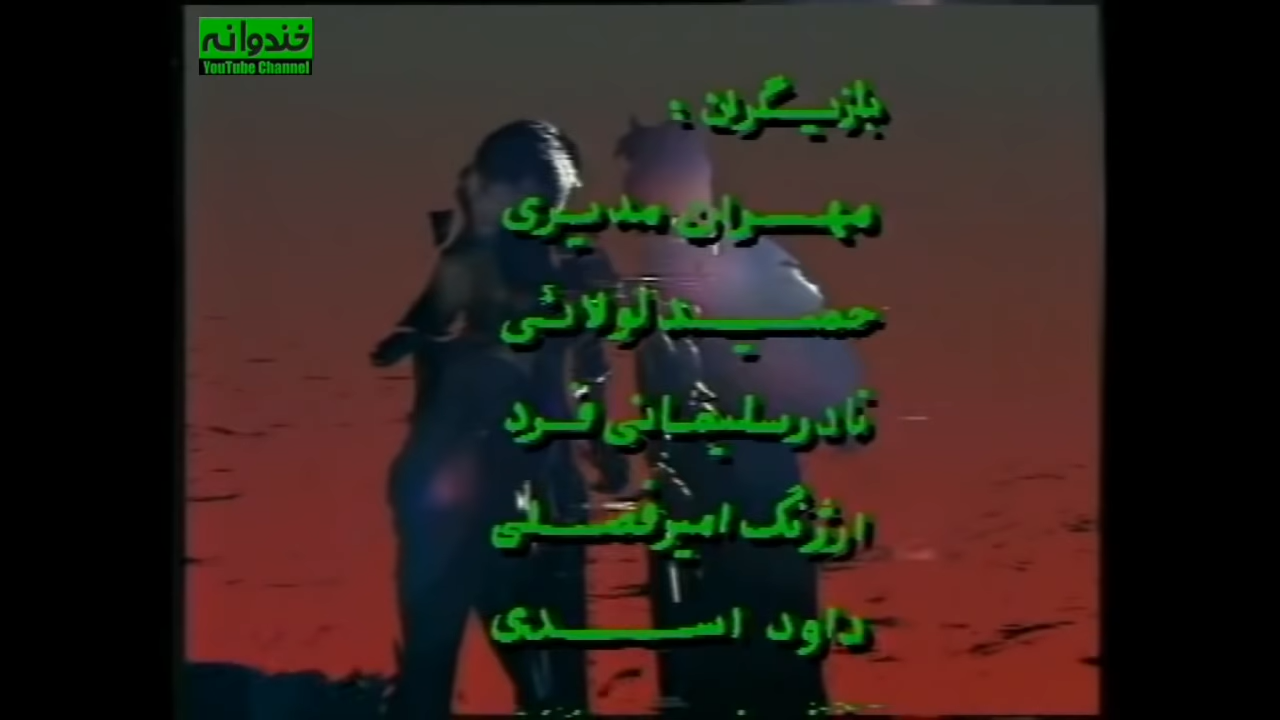 خندوانه
YouTube Channel
بازیگران :
مهران مدیری
حمید لولائی
نادر سلیمانی فرد
ارژنگ امیرفضلی
داود اسدی